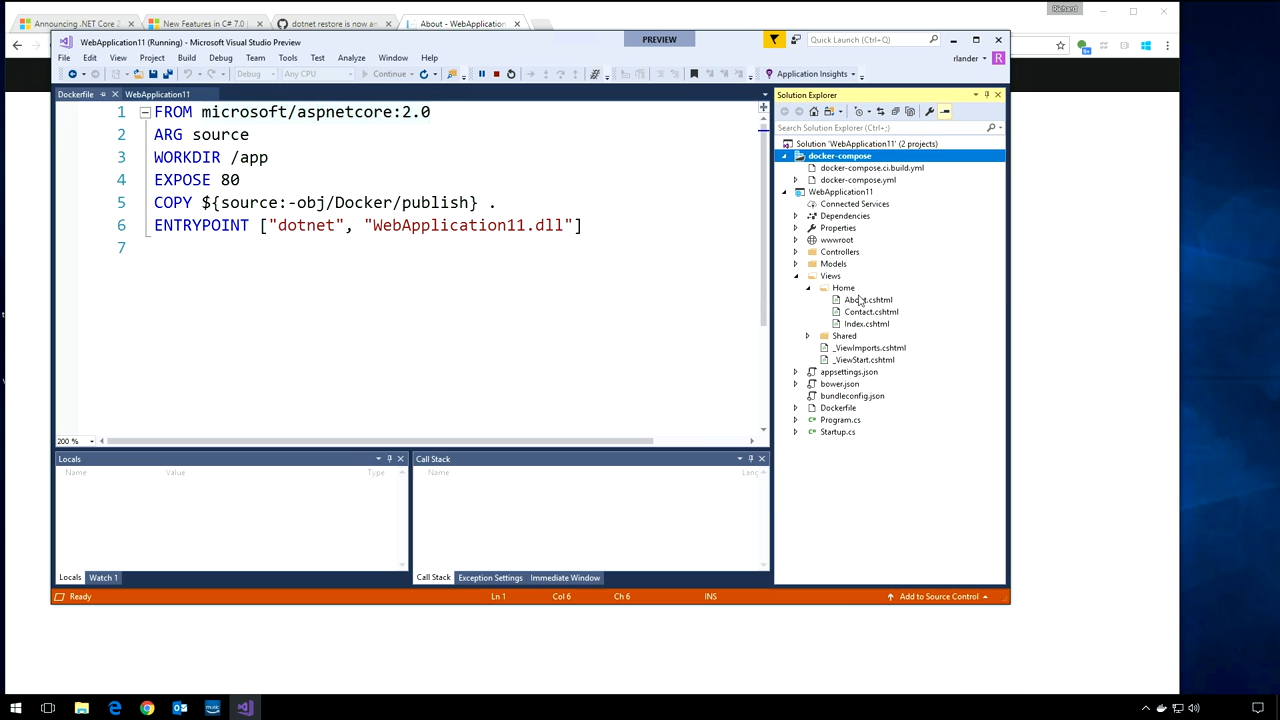 Richard
Announcing .NET Core 2.
New Features in C# 7.0 |
dotnet restore is now an
About - WebApplication
WebApplication11 (Running) - Microsoft Visual Studio Preview
PREVIEW
Quick Launch (Ctrl+Q)
File Edit View Project Build Debug Team Tools Test Analyze Window Help
rlander R
Debug Any CPU Continue Application Insights
Dockerfile WebApplication11
1 FROM microsoft/aspnetcore:2.0
2 ARG source
3 WORKDIR /app
4 EXPOSE 80
5 COPY ${source:-obj/Docker/publish} .
6 ENTRYPOINT ["dotnet", "WebApplication11.dll"]
7
200 %
Solution Explorer
Search Solution Explorer (Ctrl+;)
Solution 'WebApplication11' (2 projects)
docker-compose
docker-compose.ci.build.yml
docker-compose.yml
WebApplication11
Connected Services
Dependencies
Properties
wwwroot
Controllers
Models
Views
Home
About.cshtml
Contact.cshtml
Index.cshtml
Shared
_ViewImports.cshtml
_ViewStart.cshtml
appsettings.json
bower.json
bundleconfig.json
Dockerfile
Program.cs
Startup.cs
Locals
Name Value Type
Locals Watch 1
Call Stack
Name Lang
Call Stack Exception Settings Immediate Window
Ready Ln 1 Col 6 Ch 6 INS Add to Source Control